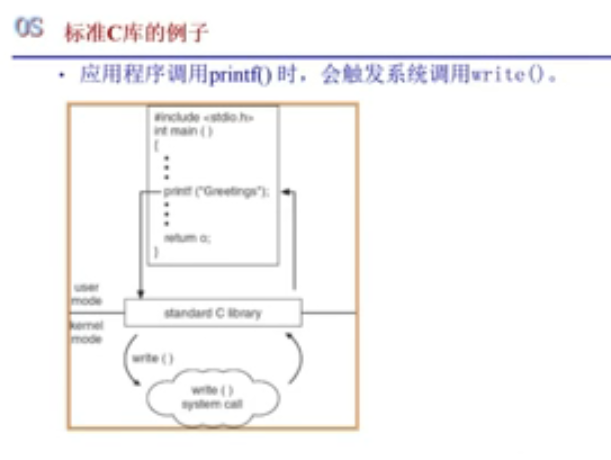 OS 标准C库的例子
• 应用程序调用printf() 时，会触发系统调用write()。
#include <stdio.h>
int main ( )
{
•
•
•
printf ("Greetings");
•
•
•
return o;
}
user
mode
standard C library
kernel
mode
write ( )
write ( )
system call